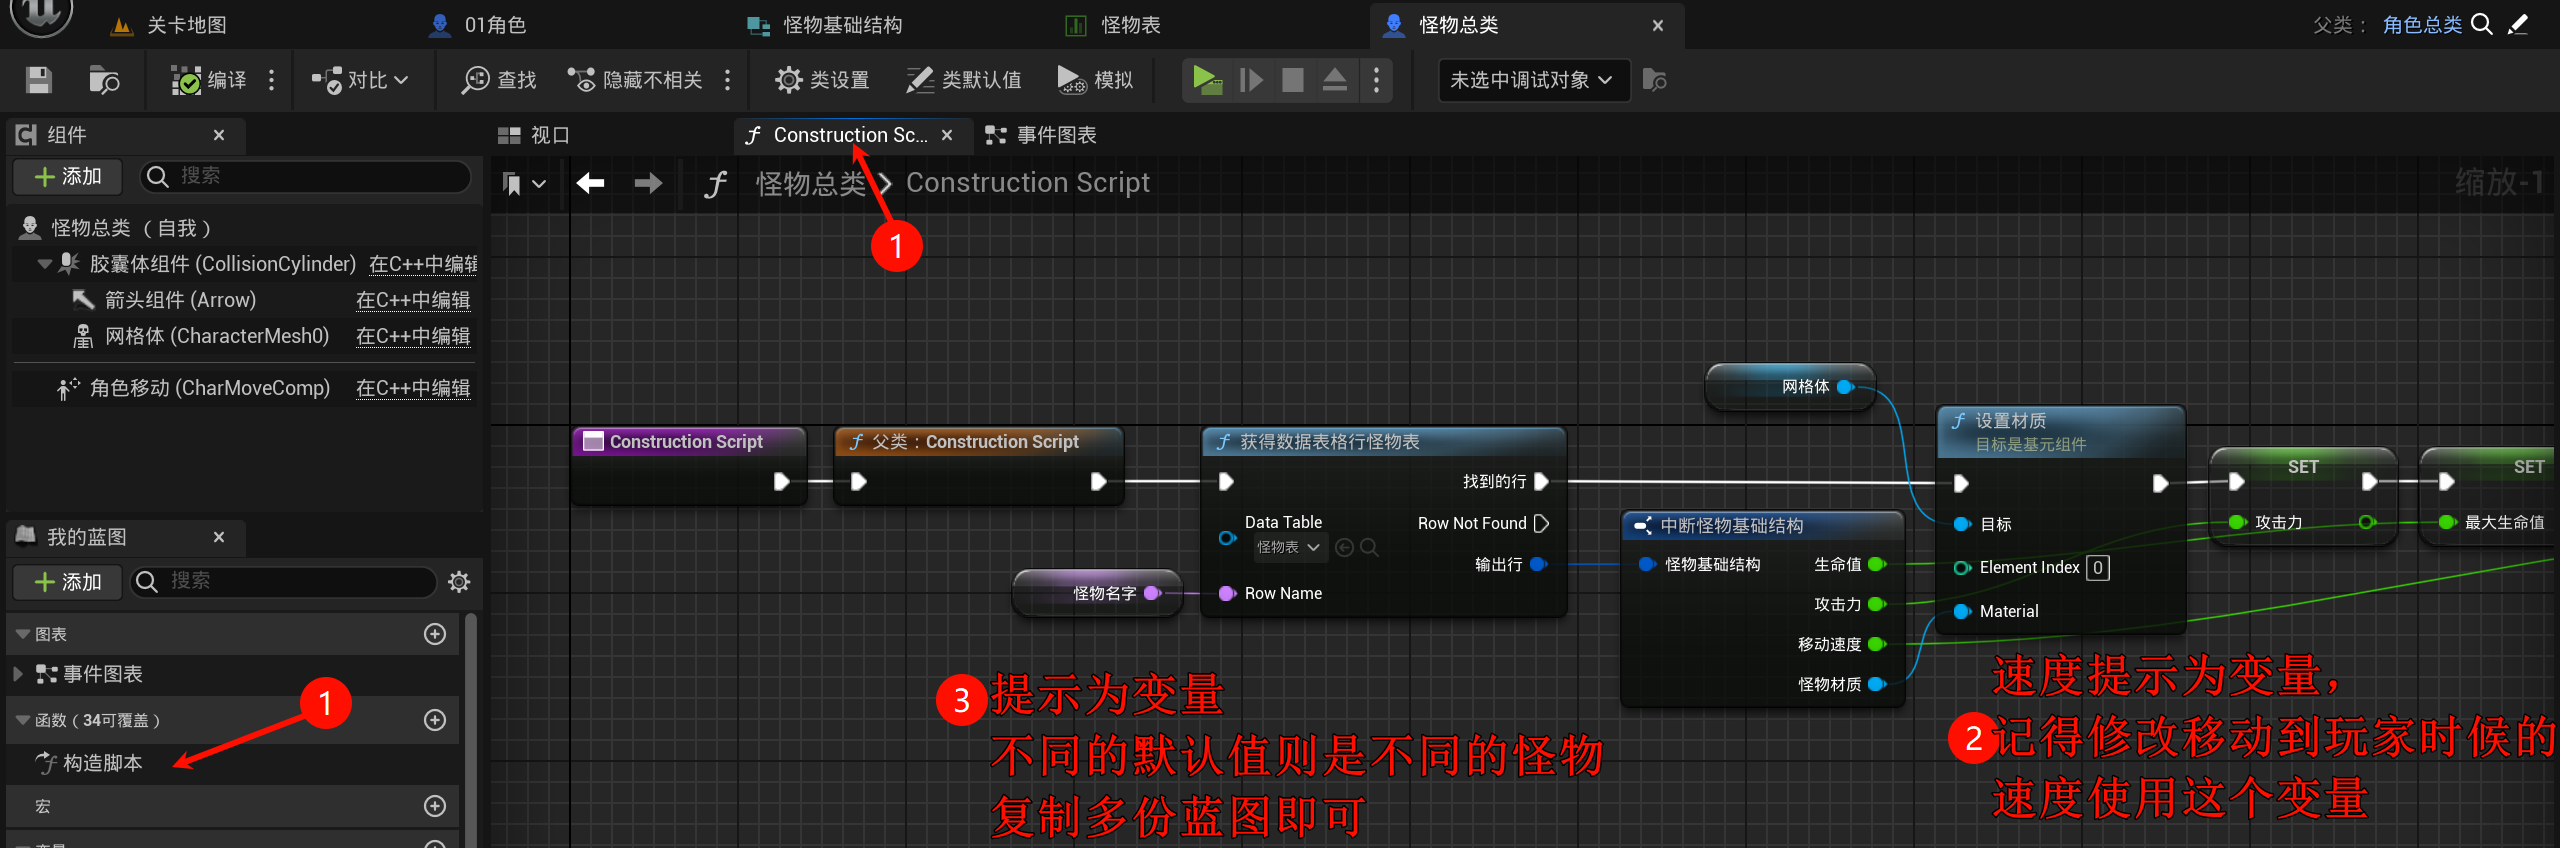 关卡地图
01角色
怪物基础结构
怪物表
怪物总类
父类：
角色总类
编译
对比
查找
隐藏不相关
类设置
类默认值
模拟
未选中调试对象
组件
视口
Construction Sc...
事件图表
添加
搜索
怪物总类
Construction Script
缩放-1
1
怪物总类（自我）
胶囊体组件 (CollisionCylinder)
在C++中编辑
箭头组件 (Arrow)
在C++中编辑
网格体 (CharacterMesh0)
在C++中编辑
角色移动 (CharMoveComp)
在C++中编辑
我的蓝图
添加
搜索
图表
事件图表
1
函数（34可覆盖）
构造脚本
宏
Construction Script
父类：Construction Script
获得数据表格行怪物表
找到的行
Data Table
怪物表
Row Not Found
输出行
怪物名字
Row Name
网格体
中断怪物基础结构
怪物基础结构
生命值
攻击力
移动速度
怪物材质
设置材质
目标是基元组件
目标
Element Index
0
Material
SET
攻击力
SET
最大生命值
3
提示为变量
不同的默认值则是不同的怪物
复制多份蓝图即可
速度提示为变量，
2
记得修改移动到玩家时候的
速度使用这个变量